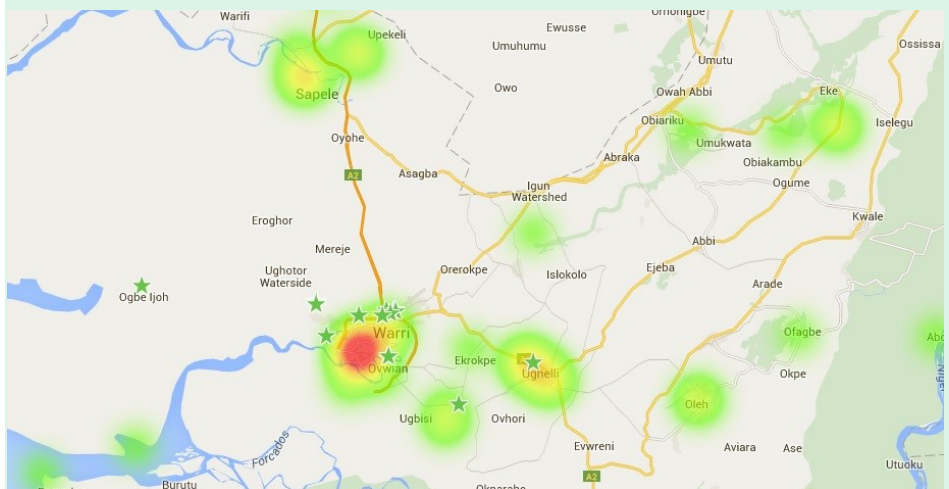 Warifi
Upekeli
Ewusse
Umuhumu
Umutu
Ossissa
Owo
Sapele
Owah Abbi
Eke
Obiariku
Iselegu
Oyohe
Umukwata
Abraka
Obiakambu
A2
Asagba
Igun
Watershed
Ogume
Eroghor
Kwale
Mereje
Abbi
Ughotor
Waterside
Orerokpe
Islokolo
Ejeba
Arade
Ogbe Ijoh
Warri
Ofagbe
Ovwian
Ekrokpe
Ughelli
Okpe
Oleh
Ugbisi
Ovhori
Evwreni
Aviara
Ase
Forcados
Utuoku
A2
Burutu